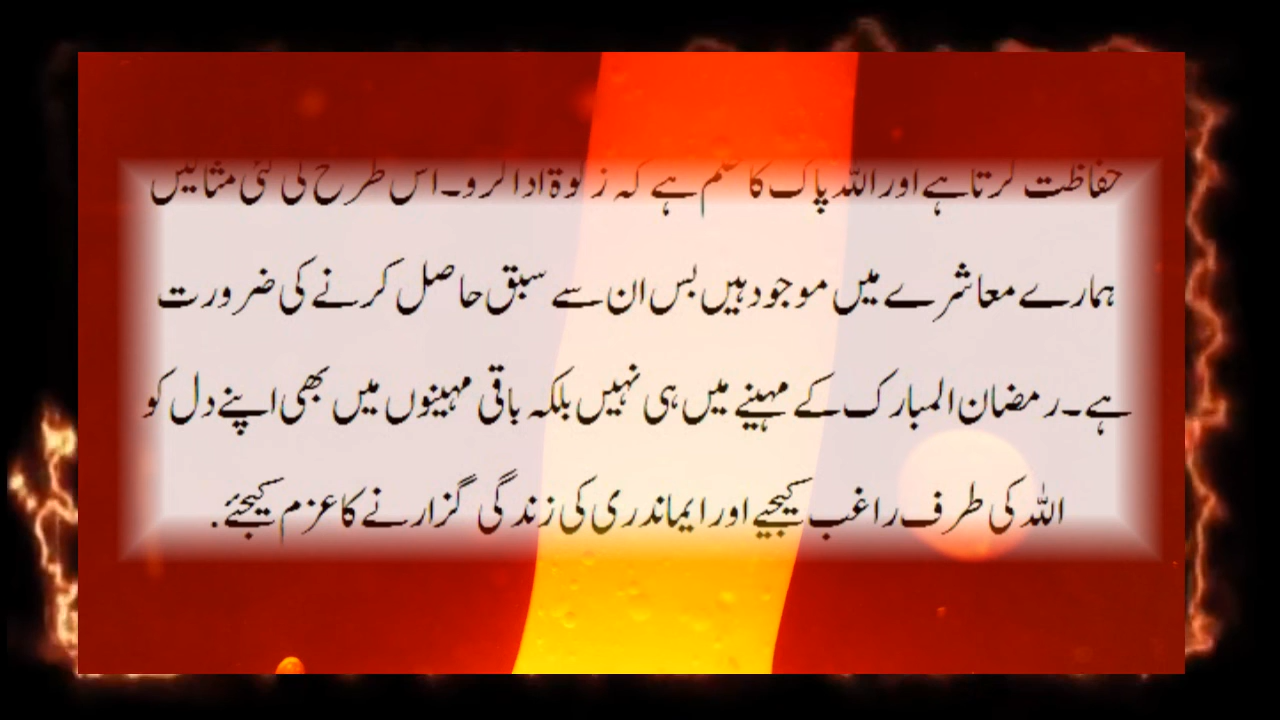 حفاظت کرتا ہے اور اللہ پاک کا حکم ہے کہ زکوۃ ادا کرو۔ اس طرح کی کئی مثالیں
ہمارے معاشرے میں موجود ہیں بس ان سے سبق حاصل کرنے کی ضرورت
ہے۔ رمضان المبارک کے مہینے میں ہی نہیں بلکہ باقی مہینوں میں بھی اپنے دل کو
اللہ کی طرف راغب کیجیے اور ایماندری کی زندگی گزارنے کا عزم کیجئے.